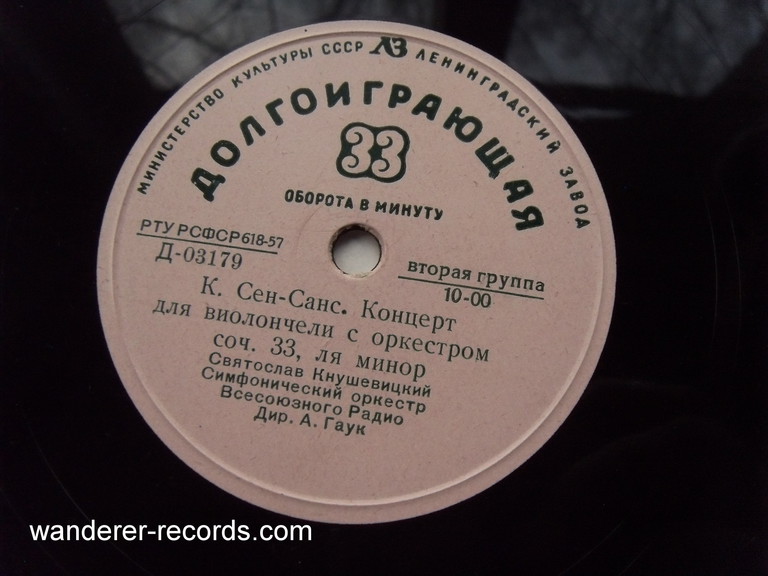 МИНИСТЕРСТВО КУЛЬТУРЫ СССР ЛЗ ЛЕНИНГРАДСКИЙ ЗАВОД
ДОЛГОИГРАЮЩАЯ
33
ОБОРОТА В МИНУТУ
РТУ РСФСР 618-57
Д-03179
вторая группа
10-00
К. Сен-Санс. Концерт
для виолончели с оркестром
соч. 33, ля минор
Святослав Кнушевицкий
Симфонический оркестр
Всесоюзного Радио
Дир. А. Гаук
wanderer-records.com